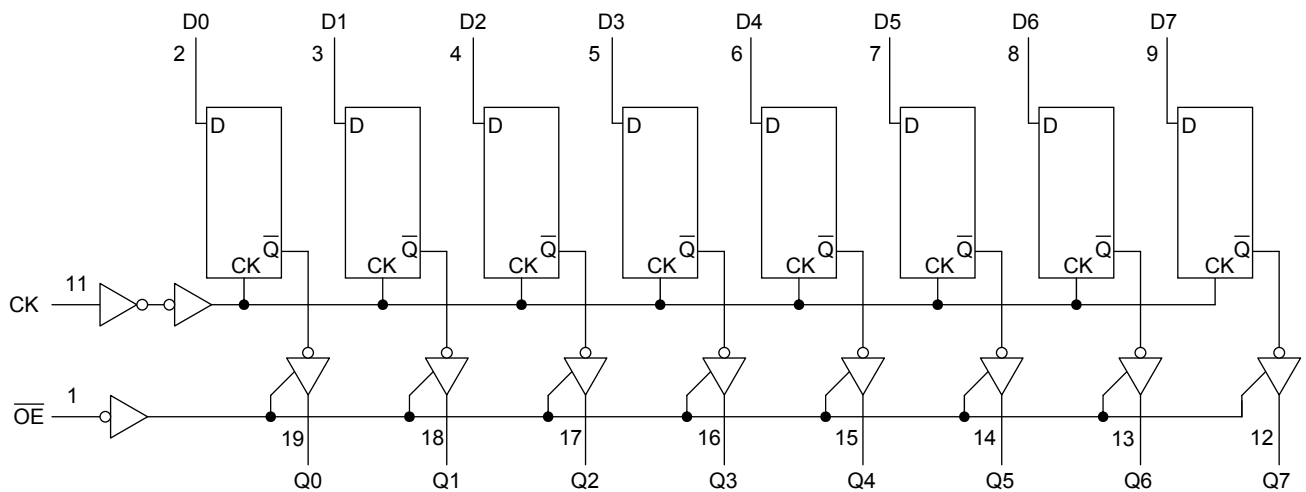 D0 D1 D2 D3 D4 D5 D6 D7
2 3 4 5 6 7 8 9
D D D D D D D D
Q̅ Q̅ Q̅ Q̅ Q̅ Q̅ Q̅ Q̅
CK CK CK CK CK CK CK CK
11
CK
1
O̅E̅
19 18 17 16 15 14 13 12
Q0 Q1 Q2 Q3 Q4 Q5 Q6 Q7